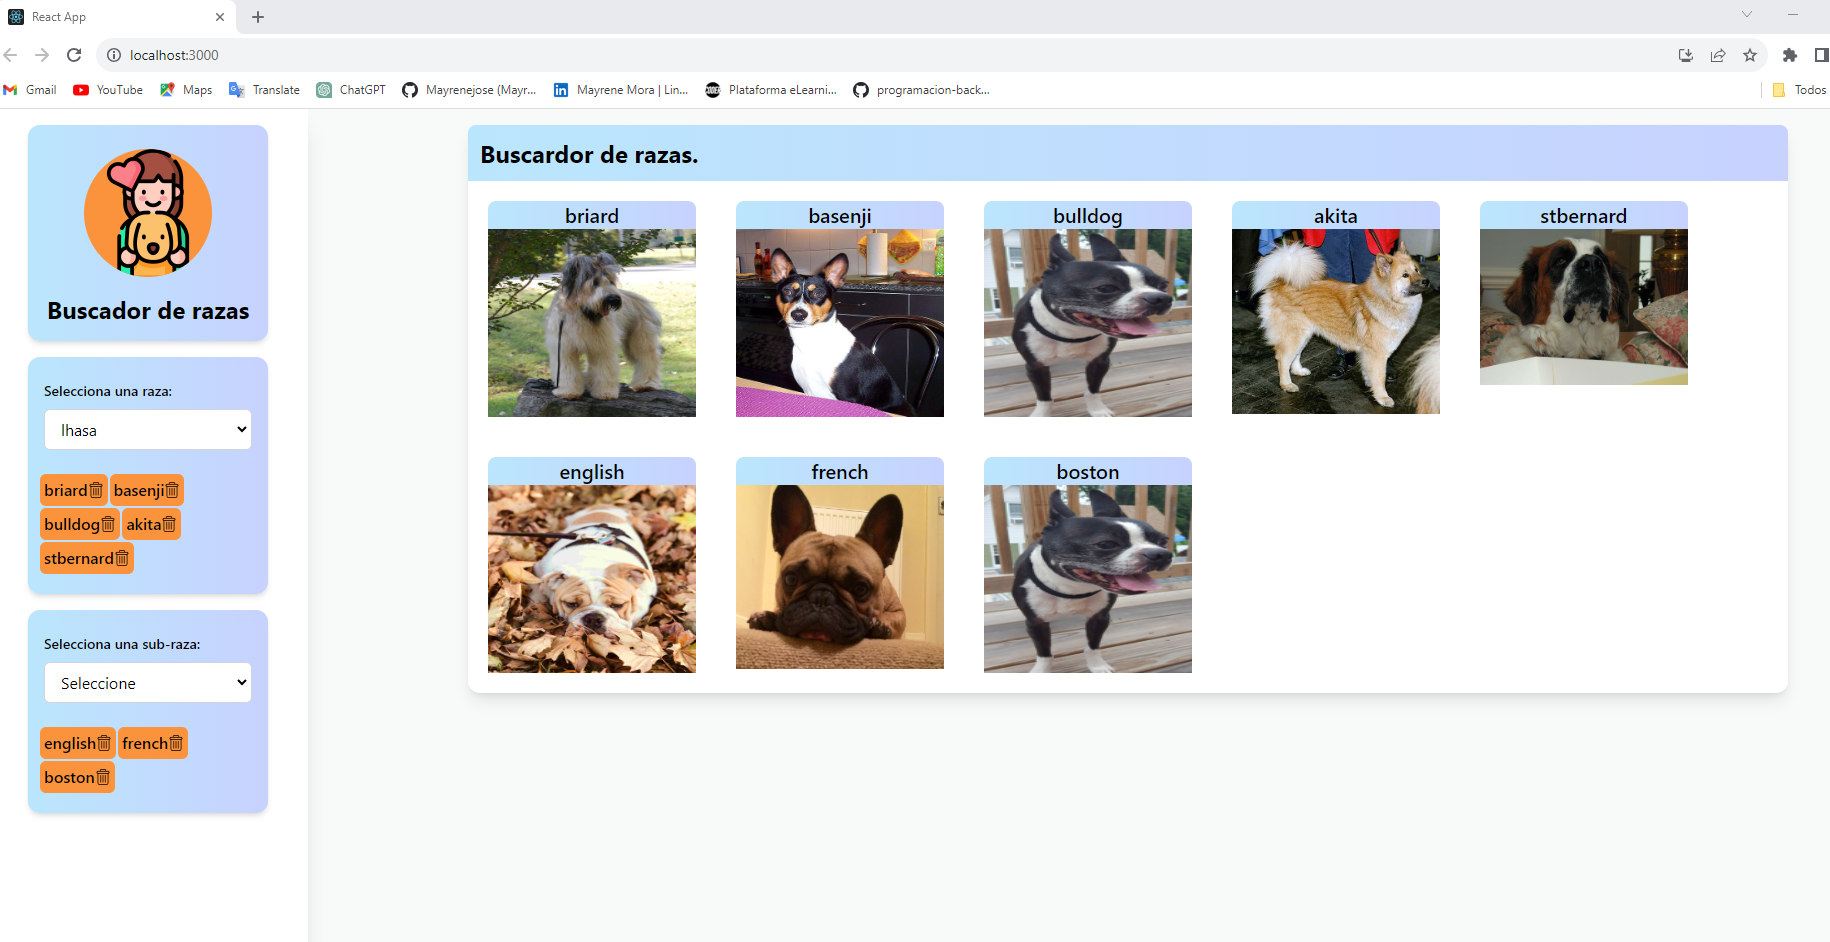 React App
localhost:3000
Gmail YouTube Maps Translate ChatGPT Mayrenejose (Mayr... Mayrene Mora | Lin... Plataforma eLearni... programacion-back... Todos
Buscador de razas
Selecciona una raza:
lhasa
briard basenji
bulldog akita
stbernard
Selecciona una sub-raza:
Seleccione
english french
boston
Buscardor de razas.
briard basenji bulldog akita stbernard
english french boston